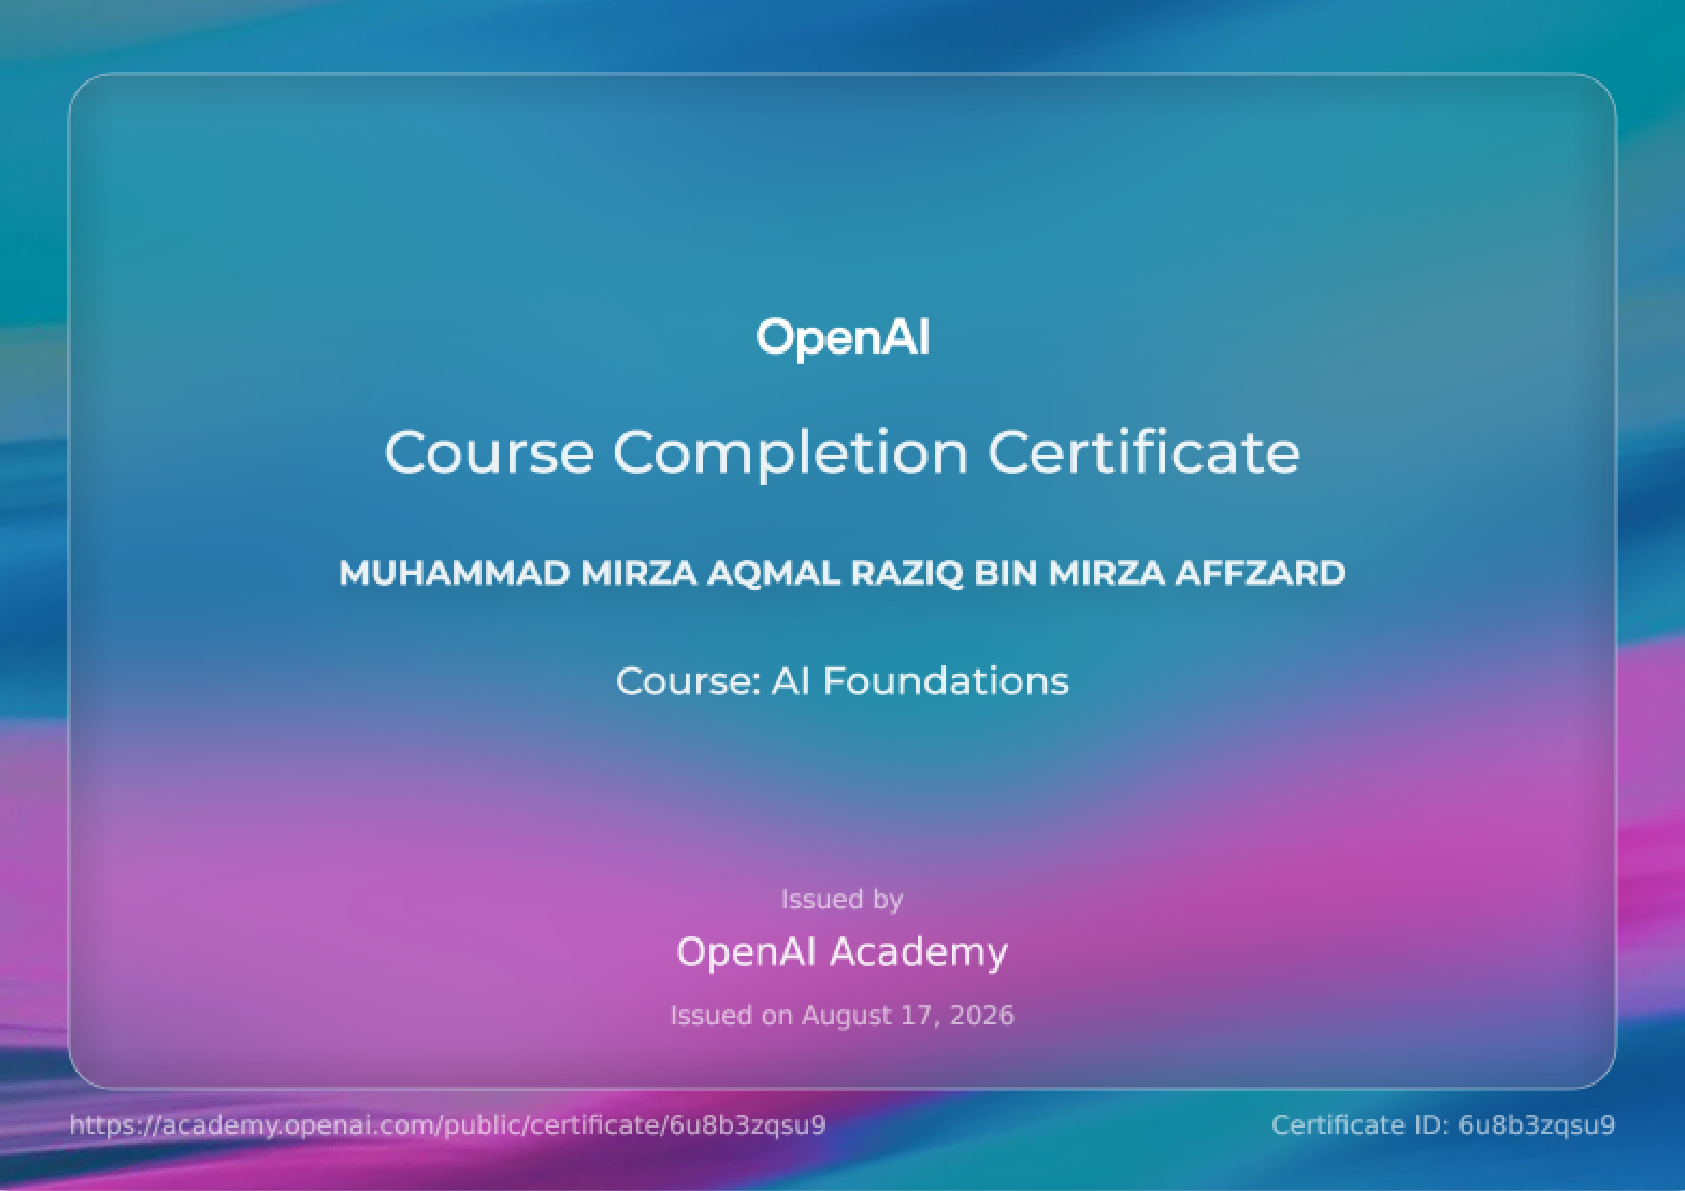 OpenAI
Course Completion Certificate
MUHAMMAD MIRZA AQMAL RAZIQ BIN MIRZA AFFZARD
Course: AI Foundations
Issued by
OpenAI Academy
Issued on August 17, 2026
https://academy.openai.com/public/certificate/6u8b3zqsu9
Certificate ID: 6u8b3zqsu9